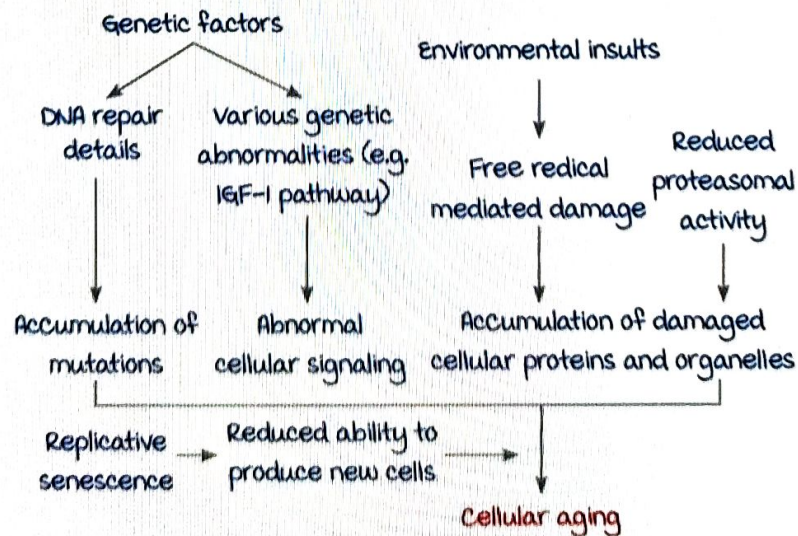 Genetic factors
Environmental insults
DNA repair
details
Various genetic
abnormalities (e.g.
IGF-1 pathway)
Free redical
mediated damage
Reduced
proteasomal
activity
Accumulation of
mutations
Abnormal
cellular signaling
Accumulation of damaged
cellular proteins and organelles
Replicative
senescence
Reduced ability to
produce new cells
Cellular aging